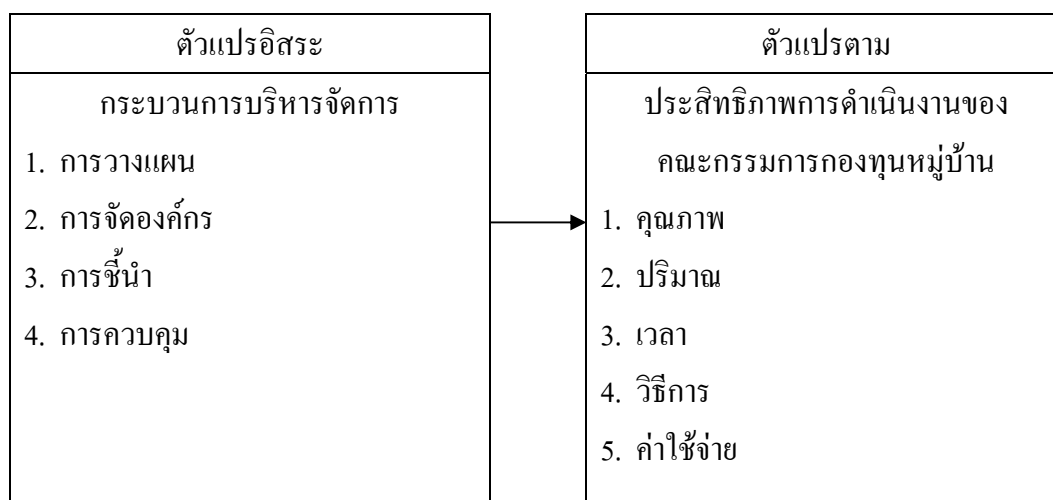 ตัวแปรอิสระ
กระบวนการบริหารจัดการ
1. การวางแผน
2. การจัดองค์กร
3. การชี้นำ
4. การควบคุม
ตัวแปรตาม
ประสิทธิภาพการดำเนินงานของ
คณะกรรมการกองทุนหมู่บ้าน
1. คุณภาพ
2. ปริมาณ
3. เวลา
4. วิธีการ
5. ค่าใช้จ่าย